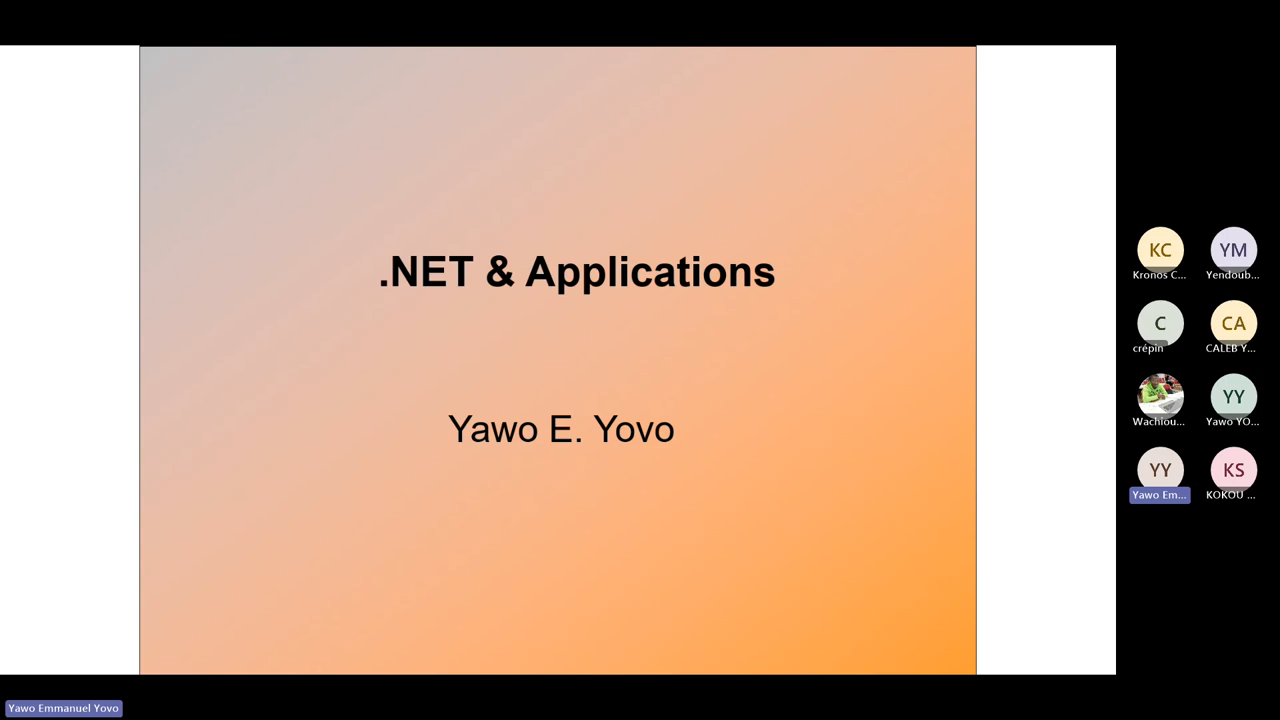 .NET & Applications
Yawo E. Yovo
KC
Kronos C...
YM
Yendoub...
C
crépin
CA
CALEB Y...
Wachiou...
YY
Yawo YO...
YY
Yawo Em...
KS
KOKOU ...
Yawo Emmanuel Yovo